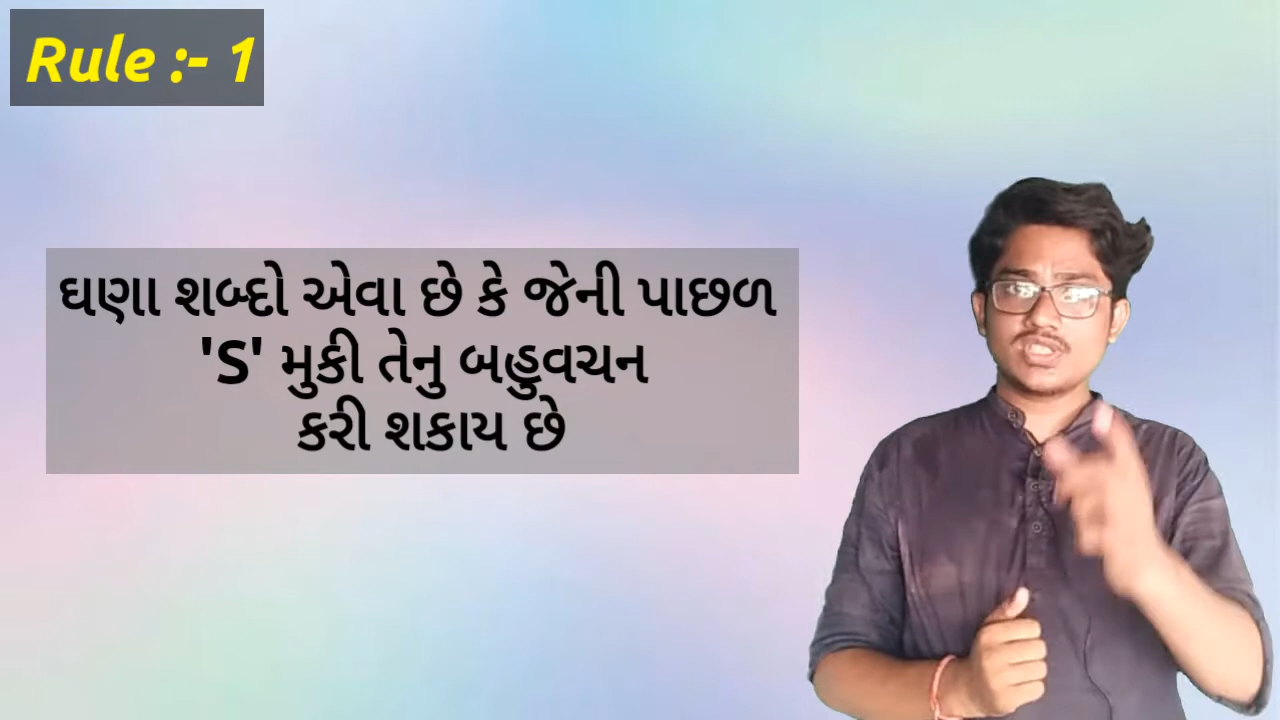 Rule :- 1
ઘણા શબ્દો એવા છે કે જેની પાછળ
'S' મુકી તેનુ બહુવચન
કરી શકાય છે